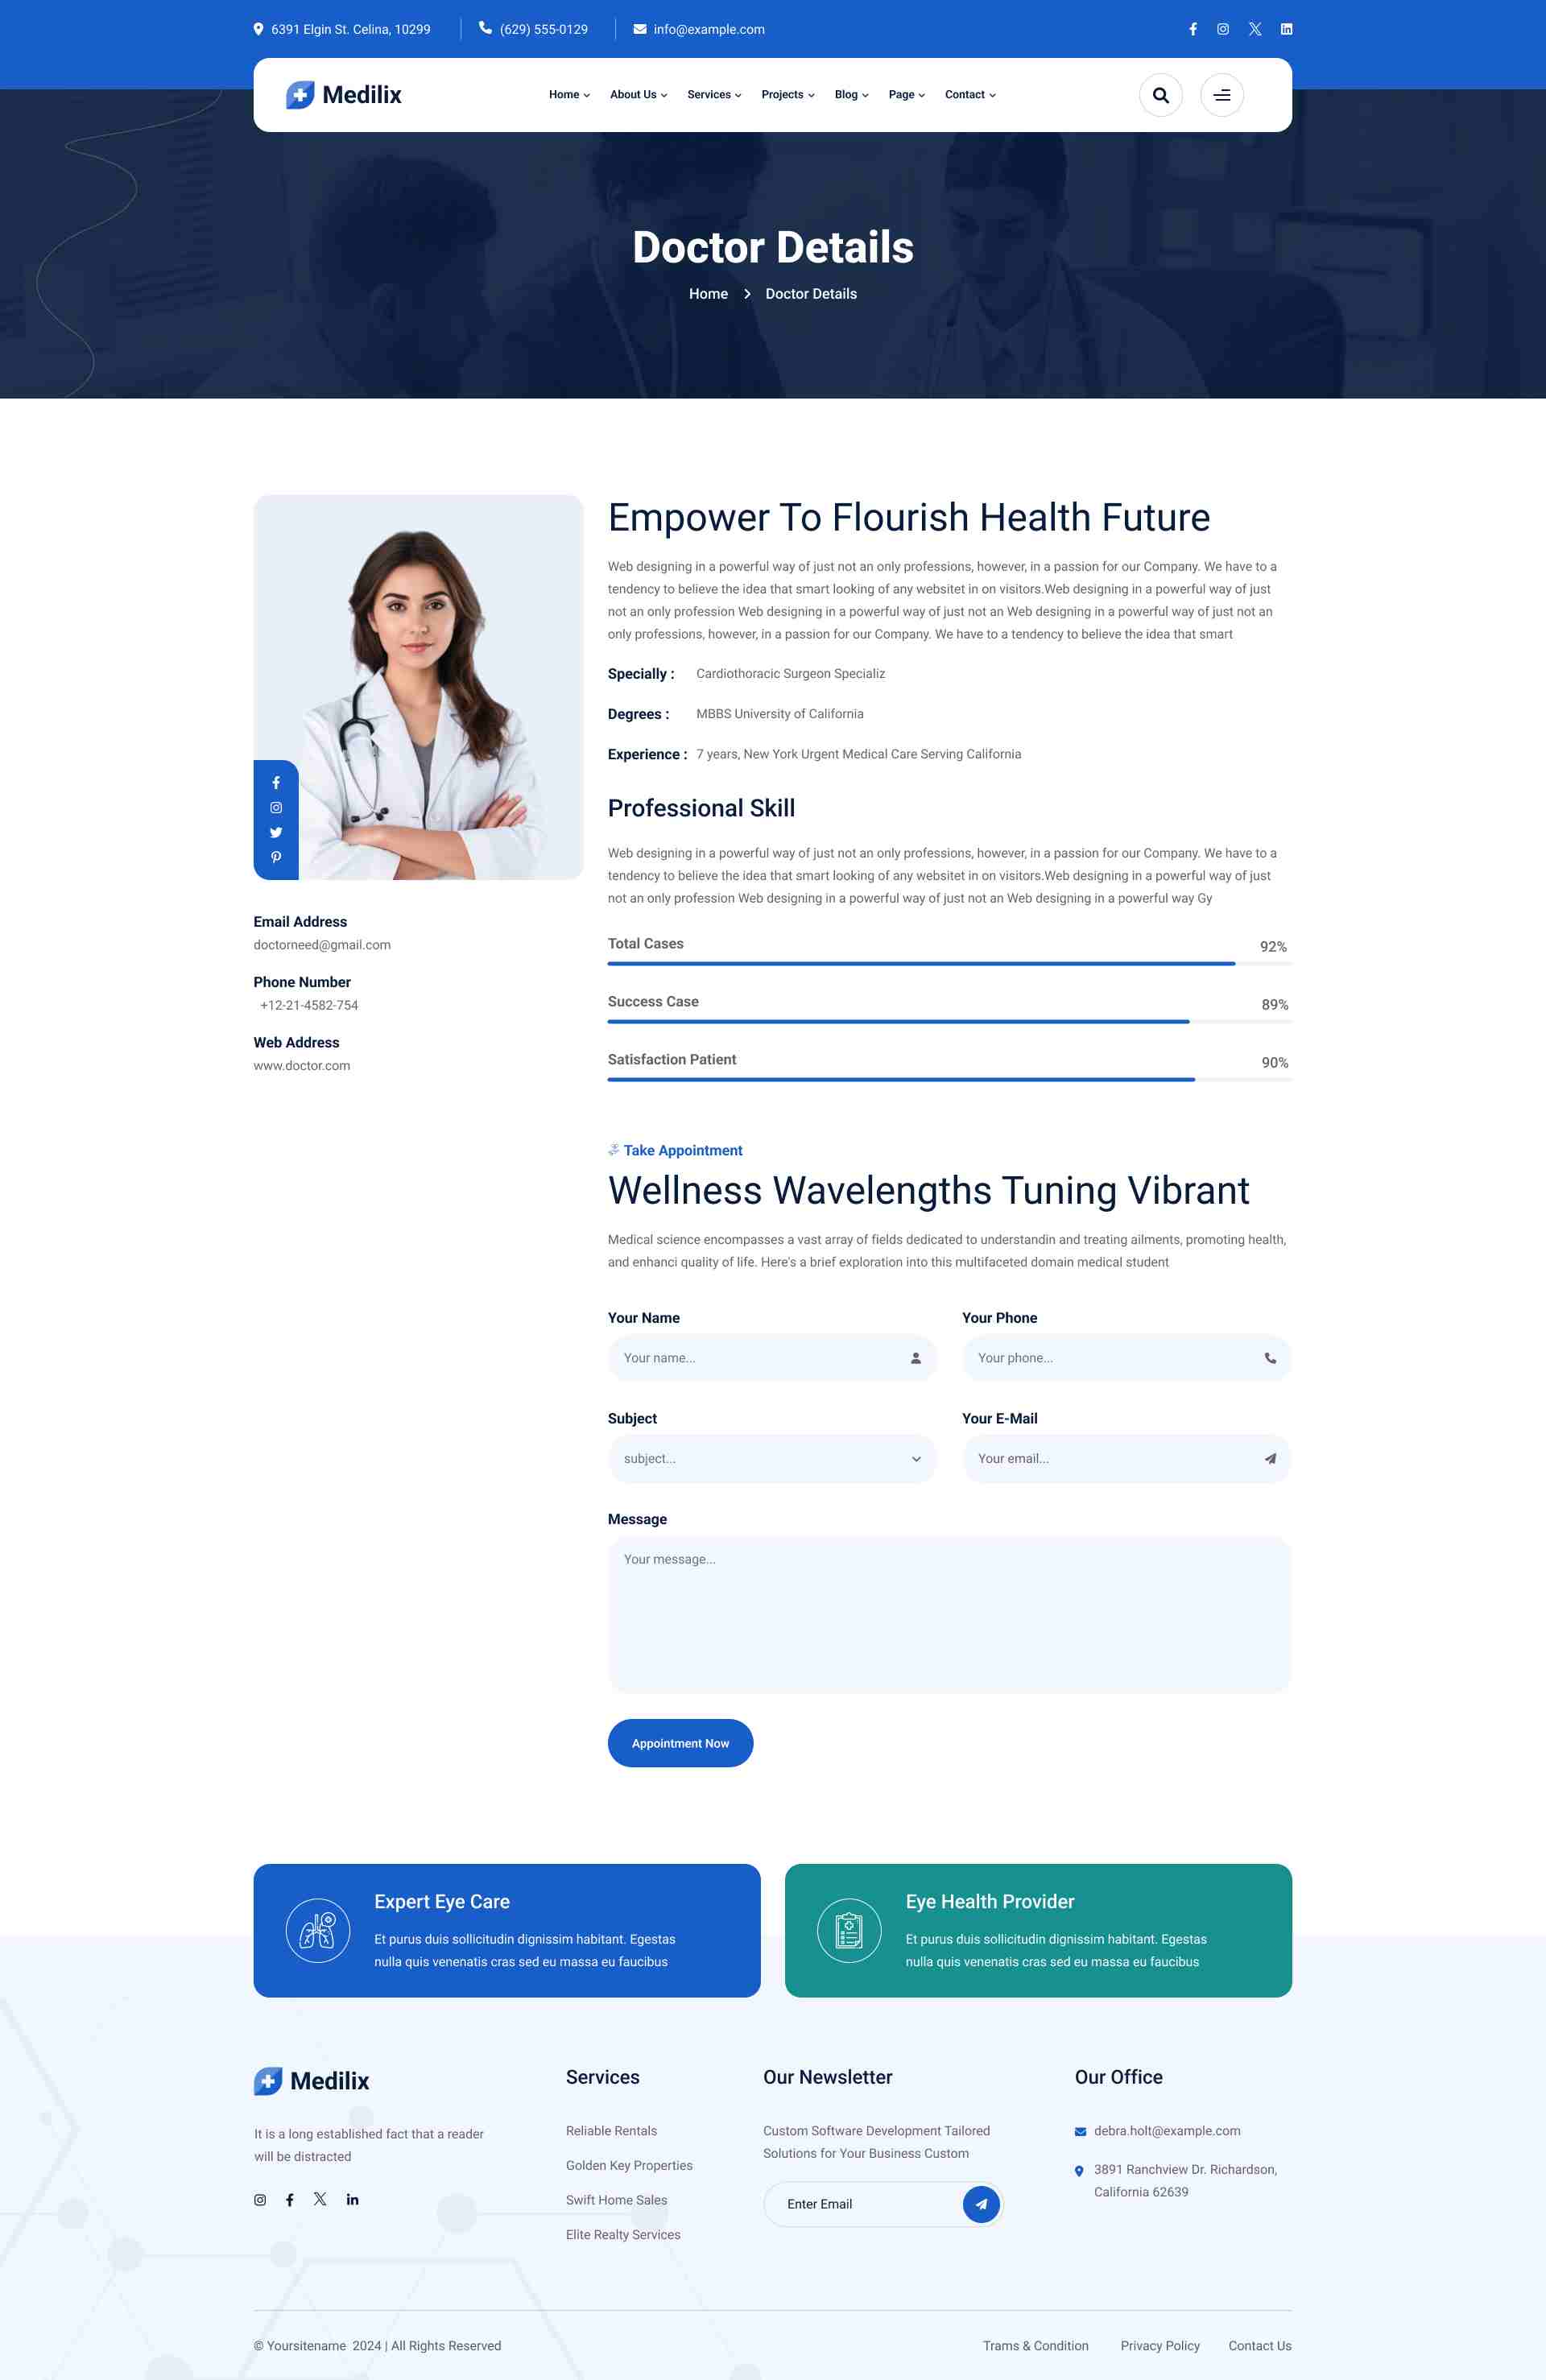 6391 Elgin St. Celina, 10299
(629) 555-0129
info@example.com
Medilix
Home
About Us
Services
Projects
Blog
Page
Contact
Doctor Details
Home
Doctor Details
Empower To Flourish Health Future
Web designing in a powerful way of just not an only professions, however, in a passion for our Company. We have to a
tendency to believe the idea that smart looking of any websitet in on visitors.Web designing in a powerful way of just
not an only profession Web designing in a powerful way of just not an Web designing in a powerful way of just not an
only professions, however, in a passion for our Company. We have to a tendency to believe the idea that smart
Specially : Cardiothoracic Surgeon Specializ
Degrees : MBBS University of California
Experience : 7 years, New York Urgent Medical Care Serving California
Email Address
doctorneed@gmail.com
Phone Number
+12-21-4582-754
Web Address
www.doctor.com
Professional Skill
Web designing in a powerful way of just not an only professions, however, in a passion for our Company. We have to a
tendency to believe the idea that smart looking of any websitet in on visitors.Web designing in a powerful way of just
not an only profession Web designing in a powerful way of just not an Web designing in a powerful way Gy
Total Cases 92%
Success Case 89%
Satisfaction Patient 90%
Take Appointment
Wellness Wavelengths Tuning Vibrant
Medical science encompasses a vast array of fields dedicated to understandin and treating ailments, promoting health,
and enhanci quality of life. Here's a brief exploration into this multifaceted domain medical student
Your Name
Your name...
Your Phone
Your phone...
Subject
subject...
Your E-Mail
Your email...
Message
Your message...
Appointment Now
Expert Eye Care
Et purus duis sollicitudin dignissim habitant. Egestas
nulla quis venenatis cras sed eu massa eu faucibus
Eye Health Provider
Et purus duis sollicitudin dignissim habitant. Egestas
nulla quis venenatis cras sed eu massa eu faucibus
Medilix
It is a long established fact that a reader
will be distracted
Services
Reliable Rentals
Golden Key Properties
Swift Home Sales
Elite Realty Services
Our Newsletter
Custom Software Development Tailored
Solutions for Your Business Custom
Enter Email
Our Office
debra.holt@example.com
3891 Ranchview Dr. Richardson,
California 62639
© Yoursitename 2024 | All Rights Reserved
Trams & Condition
Privacy Policy
Contact Us